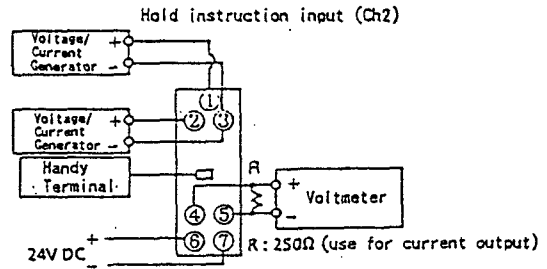 Hold instruction input (Ch2)
Voltage/
Current
Generator
+
-
①
Voltage/
Current
Generator
+
-
② ③
Handy
Terminal
R
+
-
Voltmeter
④ ⑤
24V DC
+
-
⑥ ⑦
R: 250Ω (use for current output)